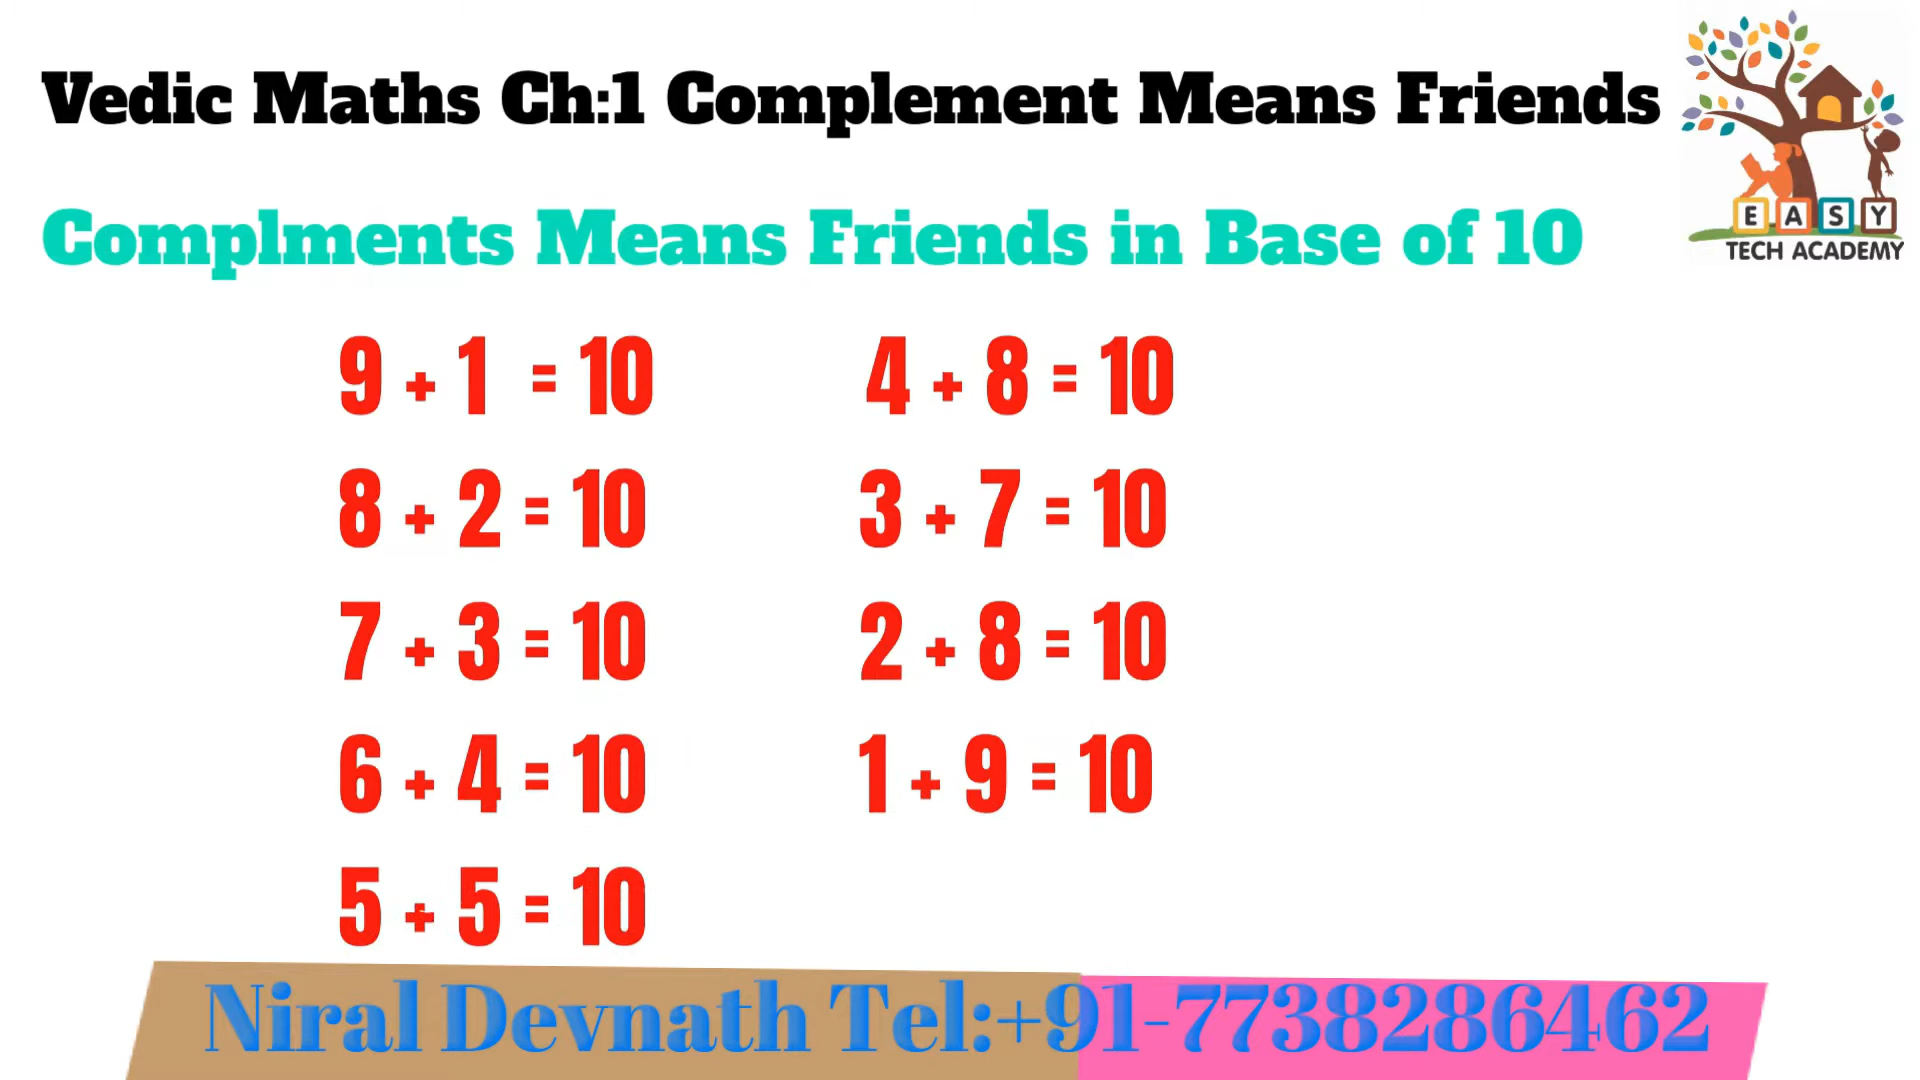 Vedic Maths Ch:1 Complement Means Friends
EASY
TECH ACADEMY
Complments Means Friends in Base of 10
9 + 1 = 10
8 + 2 = 10
7 + 3 = 10
6 + 4 = 10
5 + 5 = 10
4 + 8 = 10
3 + 7 = 10
2 + 8 = 10
1 + 9 = 10
Niral Devnath Tel:+91-7738286462